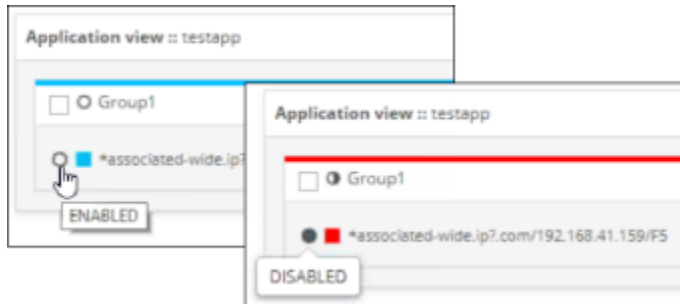 Application view :: testapp
Group1
*associated-wide.ip?
ENABLED
Application view :: testapp
Group1
*associated-wide.ip?.com/192.168.41.159/F5
DISABLED